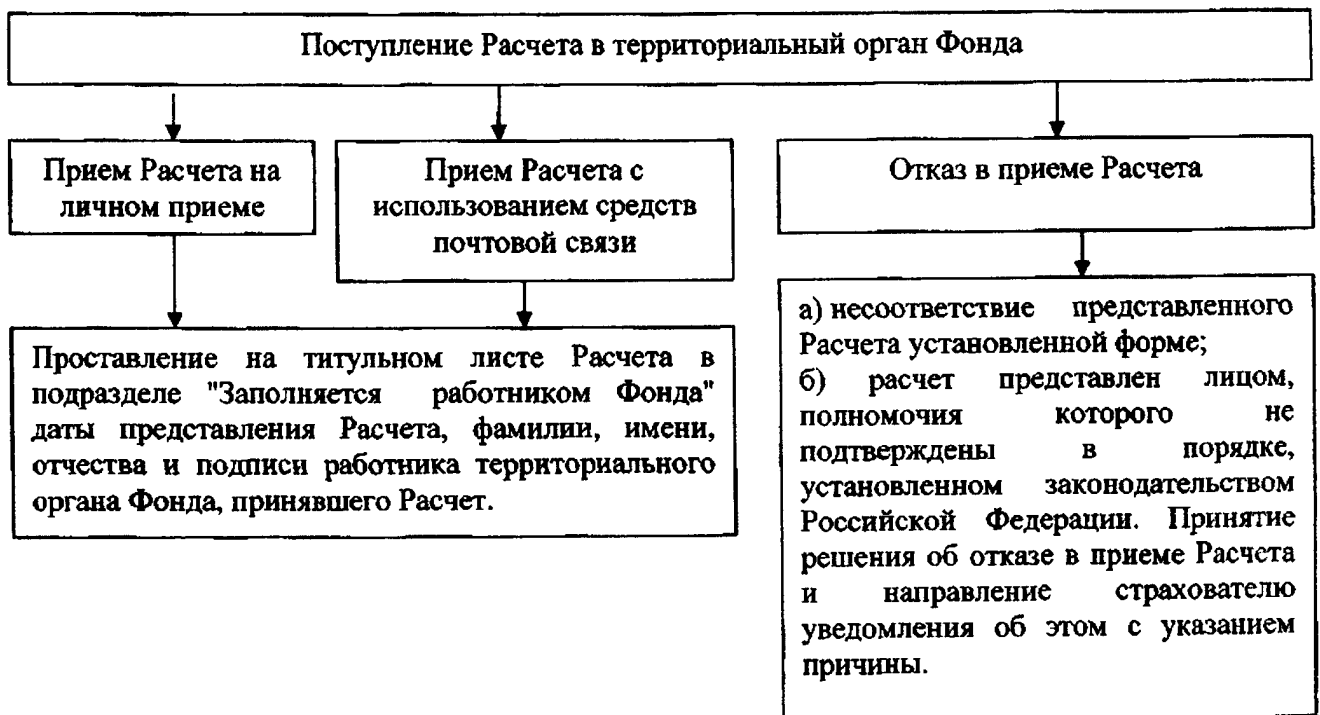 Поступление Расчета в территориальный орган Фонда
Прием Расчета на
личном приеме
Прием Расчета с
использованием средств
почтовой связи
Отказ в приеме Расчета
Проставление на титульном листе Расчета в
подразделе "Заполняется работником Фонда"
даты представления Расчета, фамилии, имени,
отчества и подписи работника территориального
органа Фонда, принявшего Расчет.
а) несоответствие представленного
Расчета установленной форме;
б) расчет представлен лицом,
полномочия которого не
подтверждены в порядке,
установленном законодательством
Российской Федерации. Принятие
решения об отказе в приеме Расчета
и направление страхователю
уведомления об этом с указанием
причины.